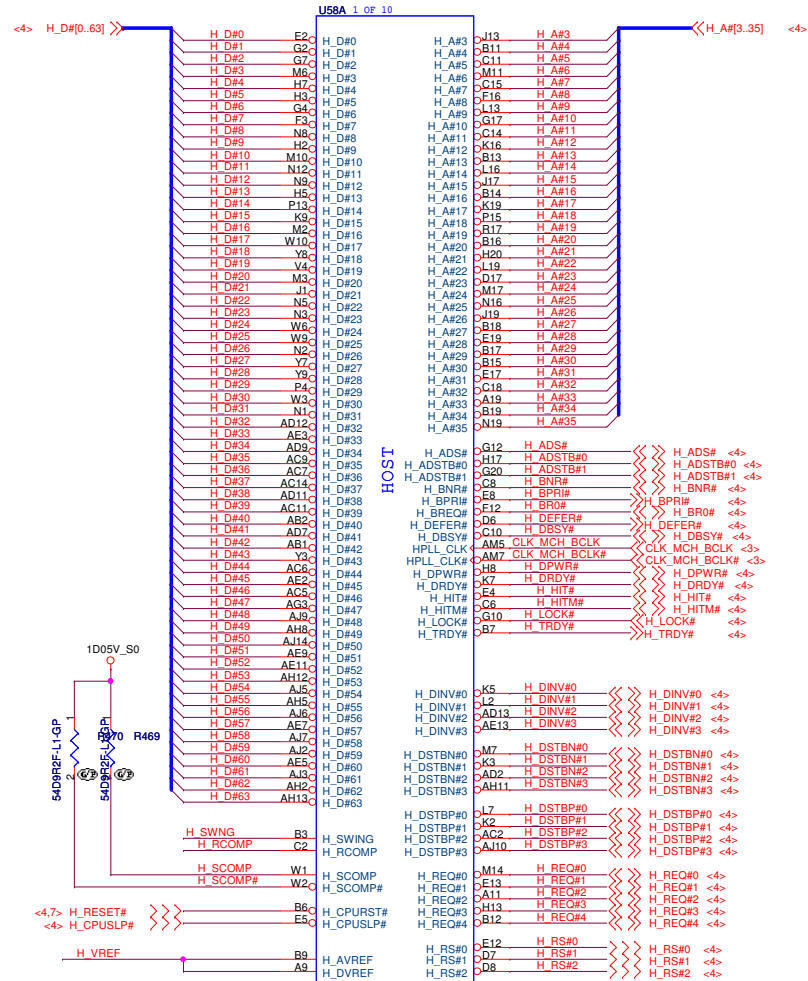 U58A 1 OF 10
<4> H_D#[0..63]
H_A#[3..35] <4>
H_D#0 E2 H_D#0 H_A#3 J13 H_A#3
H_D#1 G2 H_D#1 H_A#4 B11 H_A#4
H_D#2 G7 H_D#2 H_A#5 C11 H_A#5
H_D#3 M6 H_D#3 H_A#6 M11 H_A#6
H_D#4 H7 H_D#4 H_A#7 C15 H_A#7
H_D#5 H3 H_D#5 H_A#8 F16 H_A#8
H_D#6 G4 H_D#6 H_A#9 L13 H_A#9
H_D#7 F3 H_D#7 H_A#10 G17 H_A#10
H_D#8 N8 H_D#8 H_A#11 C14 H_A#11
H_D#9 H2 H_D#9 H_A#12 K16 H_A#12
H_D#10 M10 H_D#10 H_A#13 B13 H_A#13
H_D#11 N12 H_D#11 H_A#14 L16 H_A#14
H_D#12 N9 H_D#12 H_A#15 J17 H_A#15
H_D#13 H5 H_D#13 H_A#16 B14 H_A#16
H_D#14 P13 H_D#14 H_A#17 K19 H_A#17
H_D#15 K9 H_D#15 H_A#18 P15 H_A#18
H_D#16 M2 H_D#16 H_A#19 R17 H_A#19
H_D#17 W10 H_D#17 H_A#20 B16 H_A#20
H_D#18 Y8 H_D#18 H_A#21 H20 H_A#21
H_D#19 V4 H_D#19 H_A#22 L19 H_A#22
H_D#20 M3 H_D#20 H_A#23 D17 H_A#23
H_D#21 J1 H_D#21 H_A#24 M17 H_A#24
H_D#22 N5 H_D#22 H_A#25 N16 H_A#25
H_D#23 N3 H_D#23 H_A#26 J19 H_A#26
H_D#24 W6 H_D#24 H_A#27 B18 H_A#27
H_D#25 W9 H_D#25 H_A#28 E19 H_A#28
H_D#26 N2 H_D#26 H_A#29 B17 H_A#29
H_D#27 Y7 H_D#27 H_A#30 B15 H_A#30
H_D#28 Y9 H_D#28 H_A#31 E17 H_A#31
H_D#29 P4 H_D#29 H_A#32 C18 H_A#32
H_D#30 W3 H_D#30 H_A#33 A19 H_A#33
H_D#31 N1 H_D#31 H_A#34 B19 H_A#34
H_D#32 AD12 H_D#32 H_A#35 N19 H_A#35
H_D#33 AE3 H_D#33
H_D#34 AD9 H_D#34 H_ADS# G12 H_ADS# H_ADS# <4>
H_D#35 AC9 H_D#35 H_ADSTB#0 H17 H_ADSTB#0 H_ADSTB#0 <4>
H_D#36 AC7 H_D#36 H_ADSTB#1 G20 H_ADSTB#1 H_ADSTB#1 <4>
H_D#37 AC14 H_D#37 H_BNR# C8 H_BNR# H_BNR# <4>
H_D#38 AD11 H_D#38 H_BPRI# E8 H_BPRI# H_BPRI# <4>
H_D#39 AC11 H_D#39 H_BREQ# F12 H_BR0# H_BR0# <4>
H_D#40 AB2 H_D#40 H_DEFER# D6 H_DEFER# H_DEFER# <4>
H_D#41 AD7 H_D#41 H_DBSY# C10 H_DBSY# H_DBSY# <4>
H_D#42 AB1 H_D#42 HPLL_CLK AM5 CLK_MCH_BCLK CLK_MCH_BCLK <3>
H_D#43 Y3 H_D#43 HPLL_CLK# AM7 CLK_MCH_BCLK# CLK_MCH_BCLK# <3>
H_D#44 AC6 H_D#44 H_DPWR# H8 H_DPWR# H_DPWR# <4>
H_D#45 AE2 H_D#45 H_DRDY# K7 H_DRDY# H_DRDY# <4>
H_D#46 AC5 H_D#46 H_HIT# E4 H_HIT# H_HIT# <4>
H_D#47 AG3 H_D#47 H_HITM# C6 H_HITM# H_HITM# <4>
H_D#48 AJ9 H_D#48 H_LOCK# G10 H_LOCK# H_LOCK# <4>
H_D#49 AH8 H_D#49 H_TRDY# B7 H_TRDY# H_TRDY# <4>
H_D#50 AJ14 H_D#50
H_D#51 AE9 H_D#51
H_D#52 AE11 H_D#52
H_D#53 AH12 H_D#53
H_D#54 AJ5 H_D#54 H_DINV#0 K5 H_DINV#0 H_DINV#0 <4>
H_D#55 AH5 H_D#55 H_DINV#1 L2 H_DINV#1 H_DINV#1 <4>
H_D#56 AJ6 H_D#56 H_DINV#2 AD13 H_DINV#2 H_DINV#2 <4>
H_D#57 AE7 H_D#57 H_DINV#3 AE13 H_DINV#3 H_DINV#3 <4>
H_D#58 AJ7 H_D#58
H_D#59 AJ2 H_D#59 H_DSTBN#0 M7 H_DSTBN#0 H_DSTBN#0 <4>
H_D#60 AE5 H_D#60 H_DSTBN#1 K3 H_DSTBN#1 H_DSTBN#1 <4>
H_D#61 AJ3 H_D#61 H_DSTBN#2 AD2 H_DSTBN#2 H_DSTBN#2 <4>
H_D#62 AH2 H_D#62 H_DSTBN#3 AH11 H_DSTBN#3 H_DSTBN#3 <4>
H_D#63 AH13 H_D#63
H_DSTBP#0 L7 H_DSTBP#0 H_DSTBP#0 <4>
H_DSTBP#1 K2 H_DSTBP#1 H_DSTBP#1 <4>
H_SWNG B3 H_SWING H_DSTBP#2 AC2 H_DSTBP#2 H_DSTBP#2 <4>
H_RCOMP C2 H_RCOMP H_DSTBP#3 AJ10 H_DSTBP#3 H_DSTBP#3 <4>
H_SCOMP W1 H_SCOMP H_REQ#0 M14 H_REQ#0 H_REQ#0 <4>
H_SCOMP# W2 H_SCOMP# H_REQ#1 E13 H_REQ#1 H_REQ#1 <4>
H_REQ#2 A11 H_REQ#2 H_REQ#2 <4>
<4,7> H_RESET# B6 H_CPURST# H_REQ#3 H13 H_REQ#3 H_REQ#3 <4>
<4> H_CPUSLP# E5 H_CPUSLP# H_REQ#4 B12 H_REQ#4 H_REQ#4 <4>
H_RS#0 E12 H_RS#0 H_RS#0 <4>
H_VREF B9 H_AVREF H_RS#1 D7 H_RS#1 H_RS#1 <4>
A9 H_DVREF H_RS#2 D8 H_RS#2 H_RS#2 <4>
HOST
1D05V_S0
1
2
54D9R2F-L1-GP
R470
R469